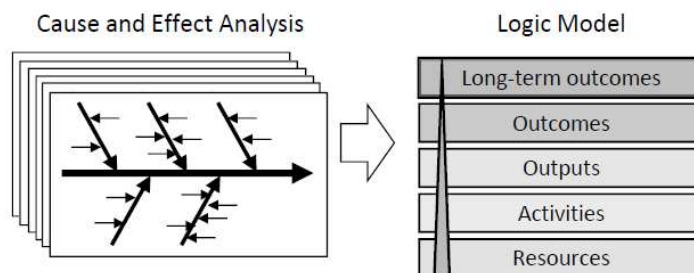 Cause and Effect Analysis
Logic Model
Long-term outcomes
Outcomes
Outputs
Activities
Resources